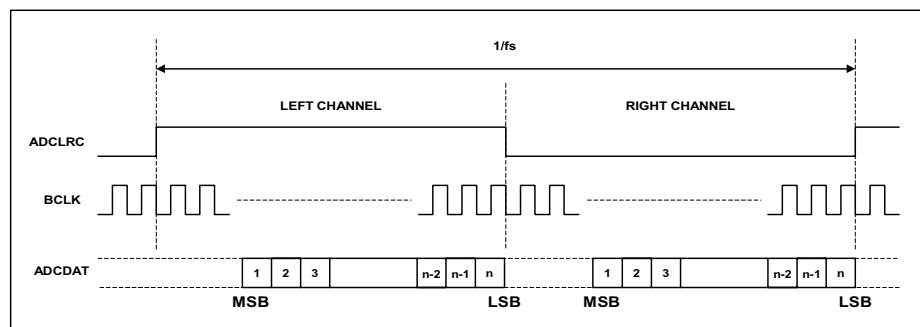 1/fs
LEFT CHANNEL RIGHT CHANNEL
ADCLRC
BCLK
ADCDAT 1 2 3 n-2 n-1 n 1 2 3 n-2 n-1 n
MSB LSB MSB LSB